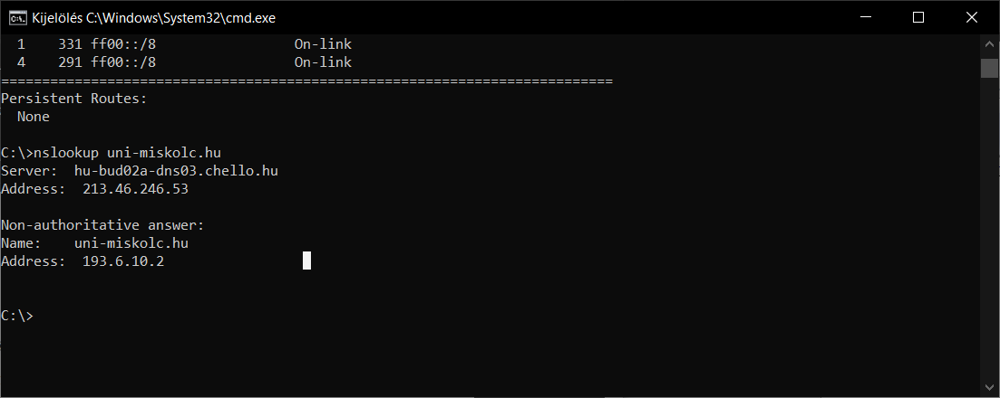 Kijelölés C:\Windows\System32\cmd.exe
  1    331 ff00::/8                 On-link
  4    291 ff00::/8                 On-link
===========================================================================
Persistent Routes:
  None

C:\>nslookup uni-miskolc.hu
Server:  hu-bud02a-dns03.chello.hu
Address:  213.46.246.53

Non-authoritative answer:
Name:    uni-miskolc.hu
Address:  193.6.10.2


C:\>